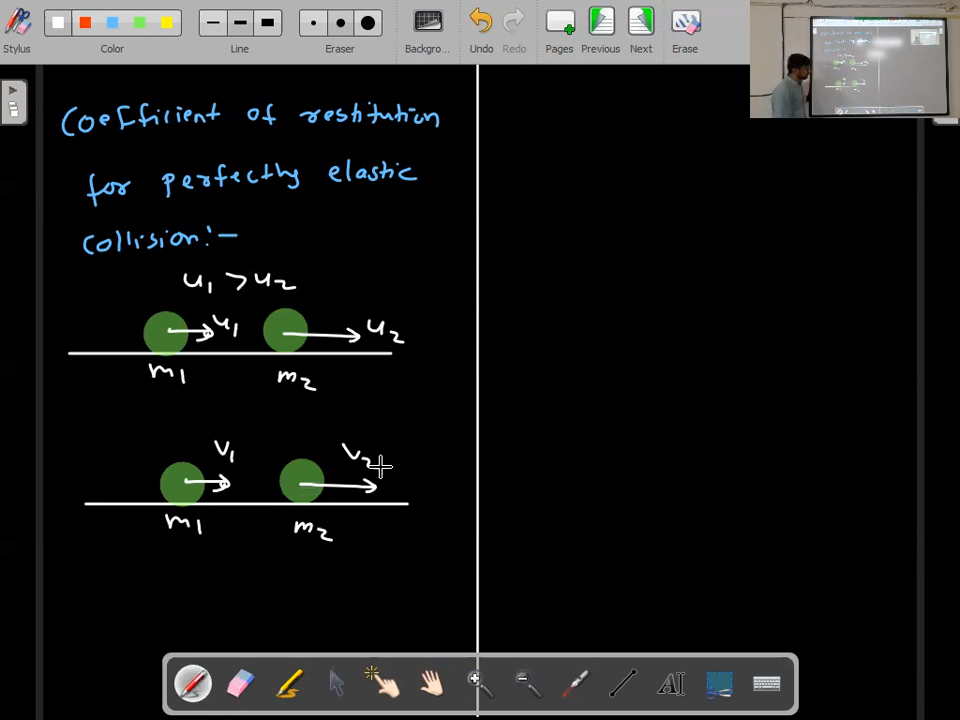 Stylus
Color
Line
Eraser
Backgro...
Undo
Redo
Pages
Previous
Next
Erase
Coefficient of restitution
for perfectly elastic
collision:-
u1 > u2
u1
u2
m1
m2
v1
v2
m1
m2